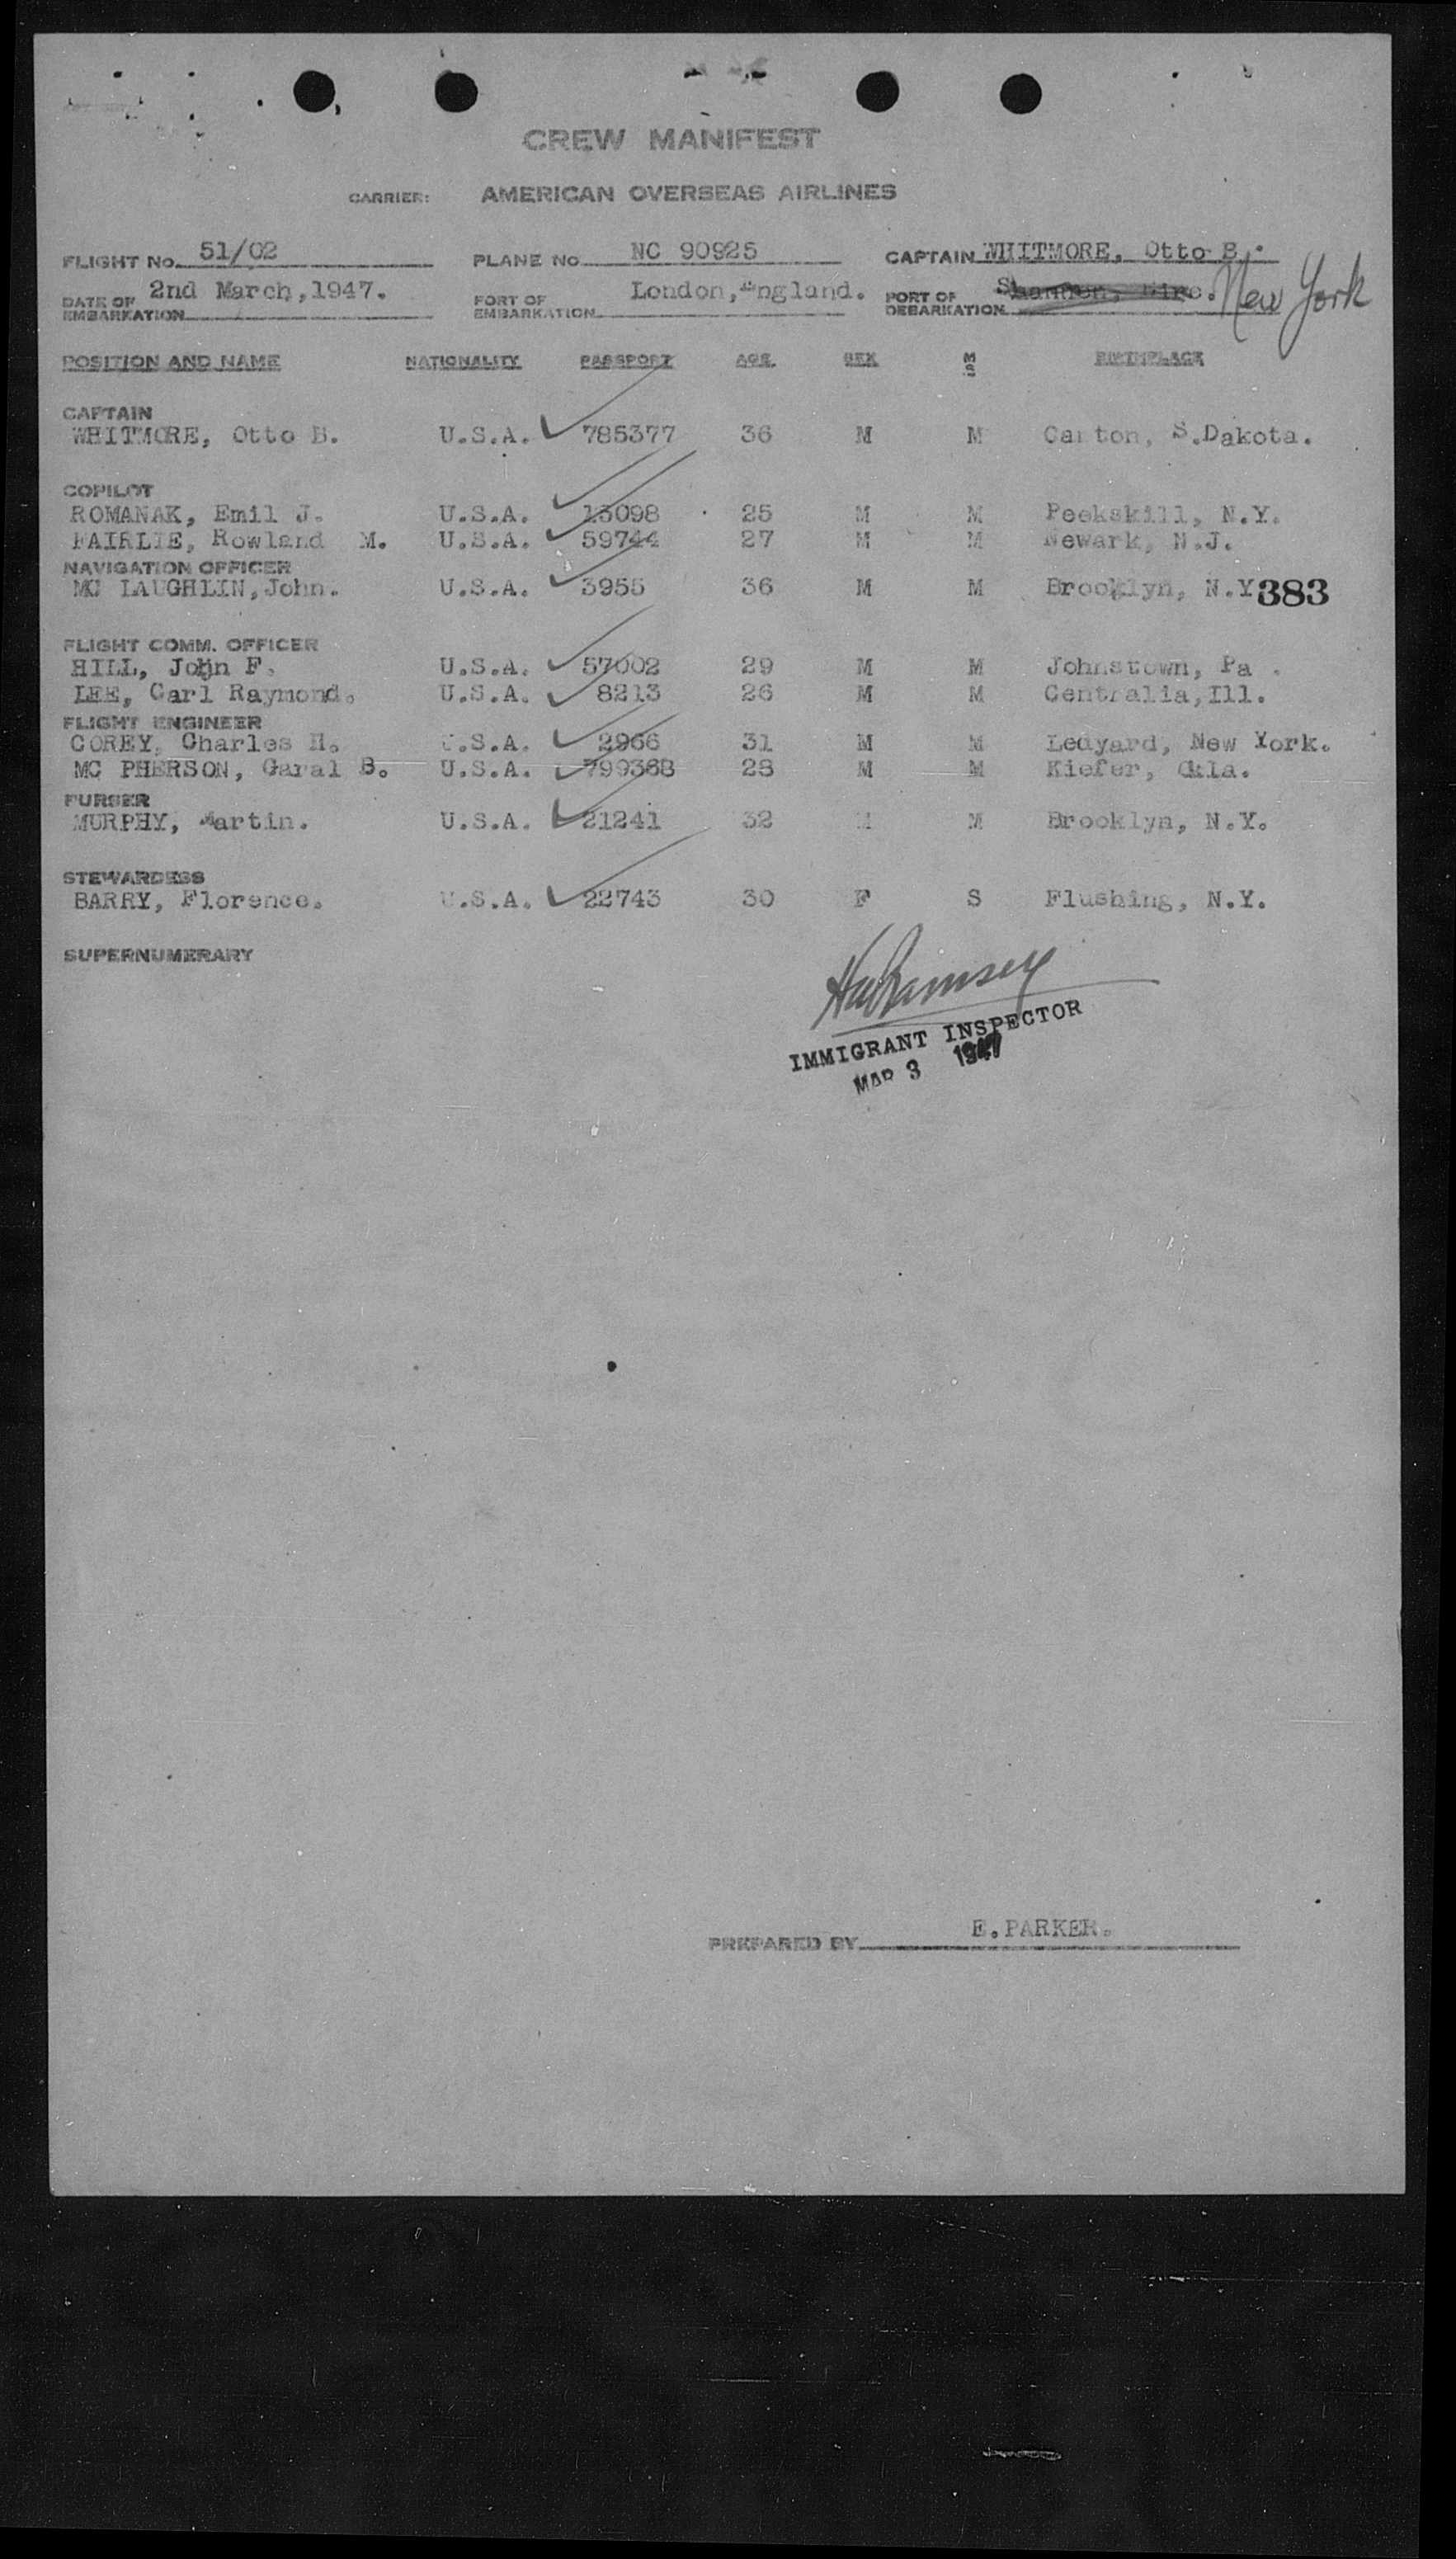 CREW MANIFEST
CARRIER: AMERICAN OVERSEAS AIRLINES
FLIGHT No. 51/02 PLANE No NC 90925 CAPTAIN WHITMORE, Otto B.
DATE OF EMBARKATION 2nd March,1947. PORT OF EMBARKATION London,England. PORT OF DEBARKATION Shannon, Eire. New York
POSITION AND NAME NATIONALITY PASSPORT AGE. SEX M S BIRTHPLACE
CAPTAIN
WHITMORE, Otto B. U.S.A. 785377 36 M M Canton, S.Dakota.
COPILOT
ROMANAK, Emil J. U.S.A. 13098 25 M M Peekskill, N.Y.
FAIRLIE, Rowland M. U.S.A. 59744 27 M M Newark, N.J.
NAVIGATION OFFICER
MC LAUGHLIN,John. U.S.A. 3955 36 M M Brooklyn, N.Y 383
FLIGHT COMM. OFFICER
HILL, John F. U.S.A. 57002 29 M M Johnstown, Pa .
LEE, Carl Raymond. U.S.A. 8213 26 M M Centralia,Ill.
FLIGHT ENGINEER
COREY, Charles H. U.S.A. 2966 31 M M Ledyard, New York.
MC PHERSON, Garal B. U.S.A. 799368 28 M M Kiefer, Okla.
PURSER
MURPHY, Martin. U.S.A. 21241 32 M M Brooklyn, N.Y.
STEWARDESS
BARRY, Florence. U.S.A. 22743 30 F S Flushing, N.Y.
SUPERNUMERARY
Ramsey
IMMIGRANT INSPECTOR
MAR 3 1947
PREPARED BY E.PARKER.